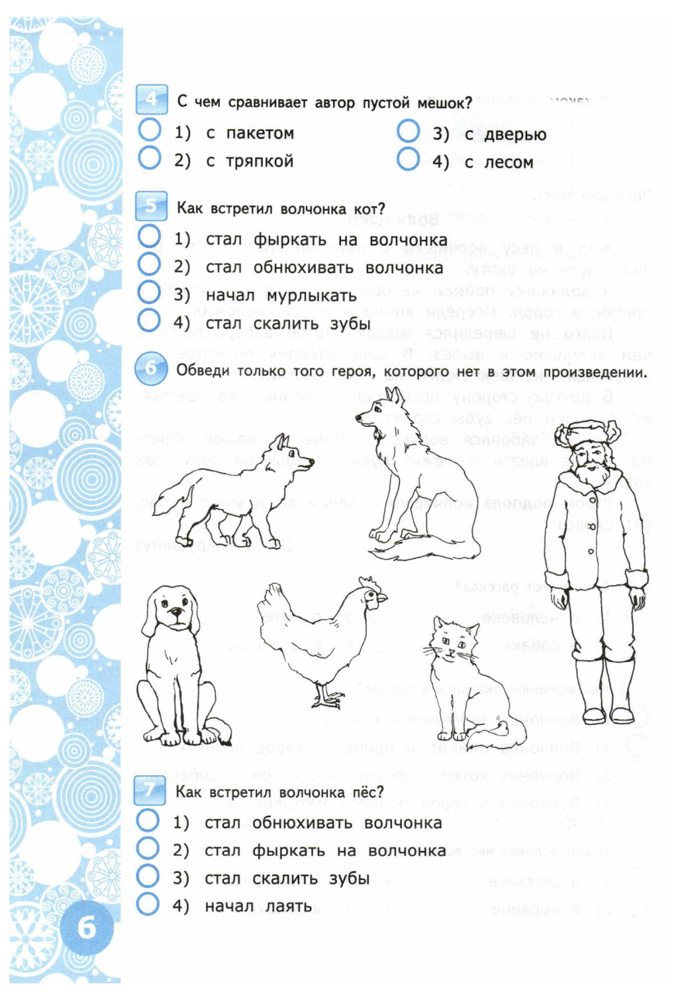 4 С чем сравнивает автор пустой мешок?
1) с пакетом
2) с тряпкой
3) с дверью
4) с лесом
5 Как встретил волчонка кот?
1) стал фыркать на волчонка
2) стал обнюхивать волчонка
3) начал мурлыкать
4) стал скалить зубы
6 Обведи только того героя, которого нет в этом произведении.
7 Как встретил волчонка пёс?
1) стал обнюхивать волчонка
2) стал фыркать на волчонка
3) стал скалить зубы
4) начал лаять
6